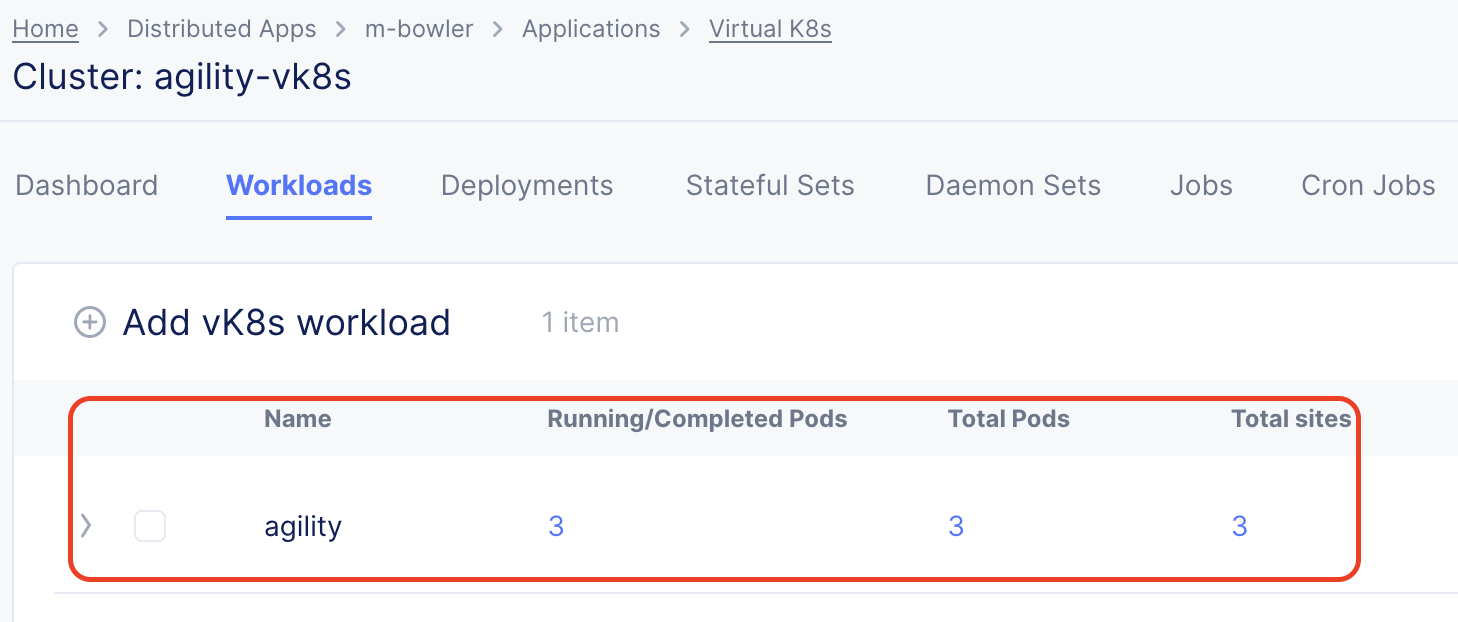 Home > Distributed Apps > m-bowler > Applications > Virtual K8s
Cluster: agility-vk8s
Dashboard Workloads Deployments Stateful Sets Daemon Sets Jobs Cron Jobs
Add vK8s workload 1 item
Name Running/Completed Pods Total Pods Total sites
agility 3 3 3